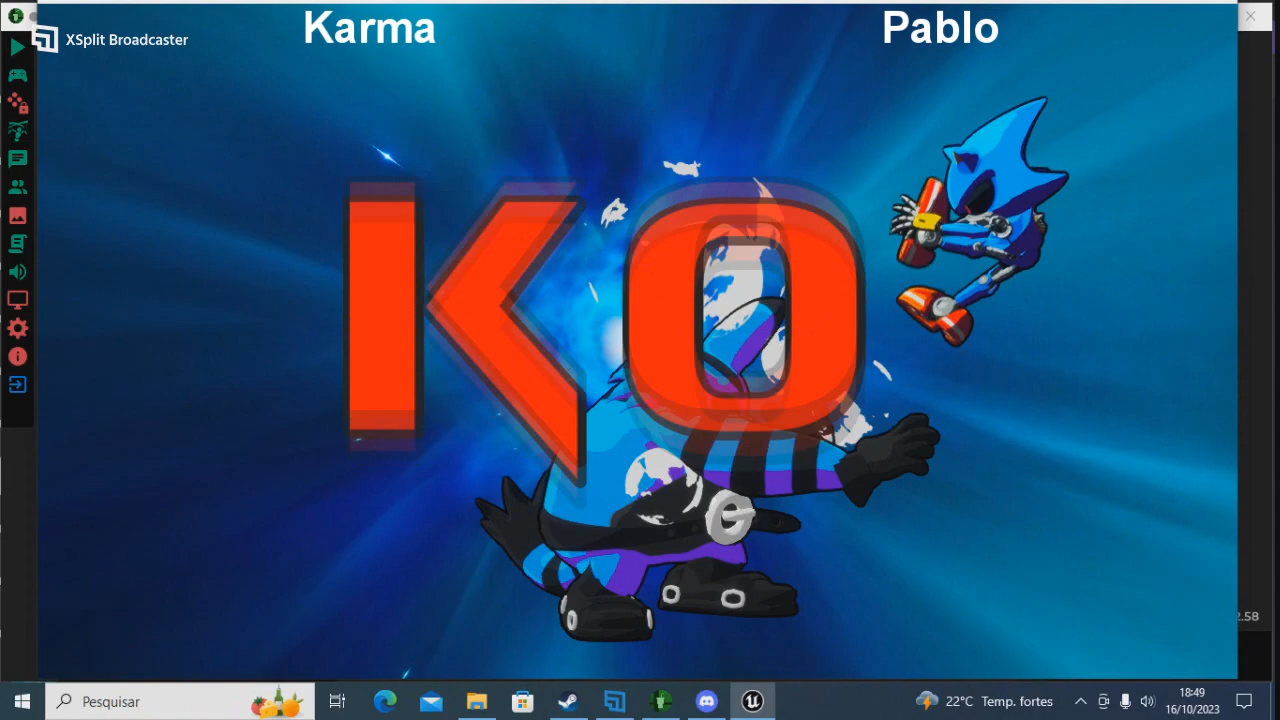 Karma
Pablo
XSplit Broadcaster
KO
2.58
Pesquisar
22°C Temp. fortes
18:49
16/10/2023